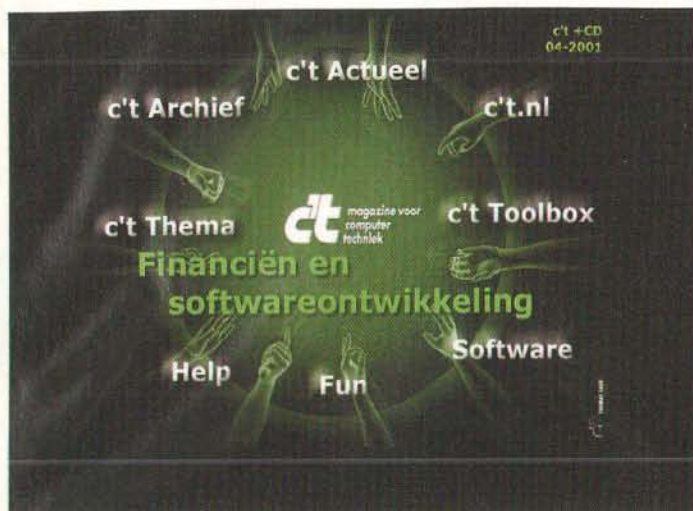 c't +CD
04-2001
c't Actueel
c't Archief
c't.nl
c't Thema
c't
magazine voor
computer
techniek
c't Toolbox
Financiën en
softwareontwikkeling
Help
Fun
Software